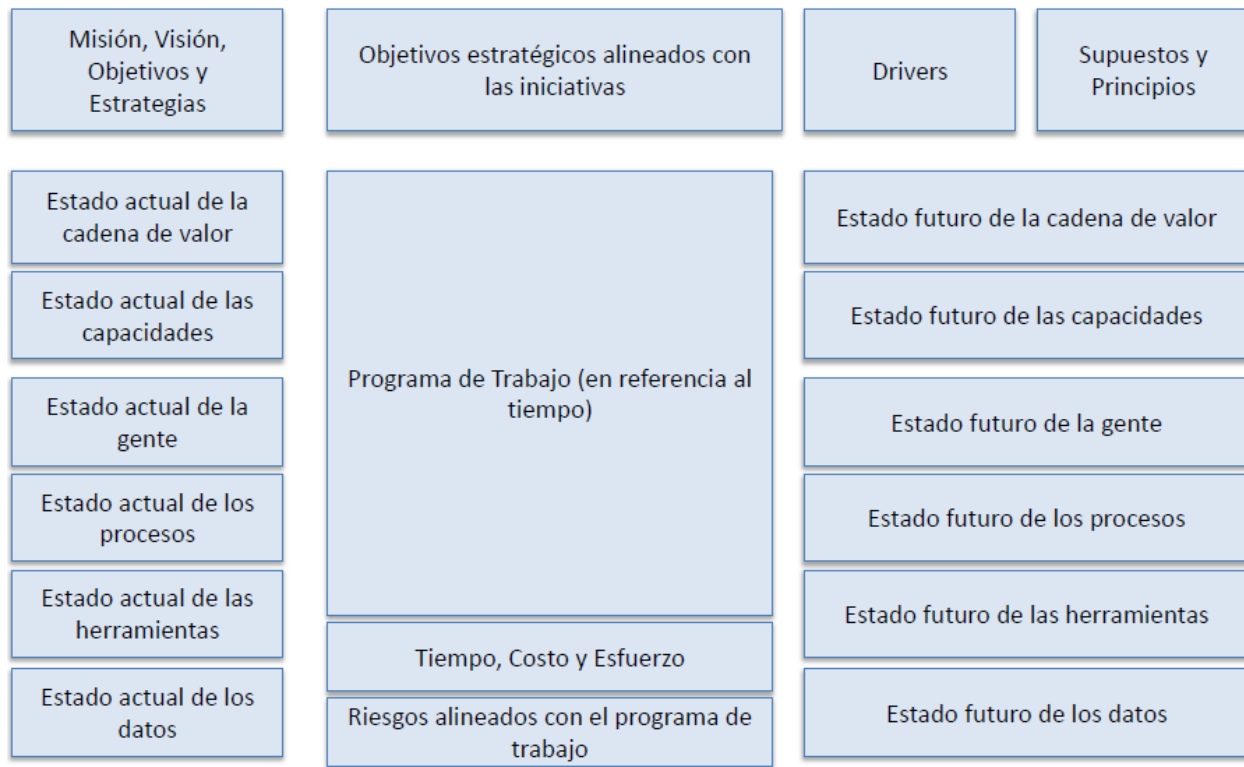 Misión, Visión,
Objetivos y
Estrategias
Objetivos estratégicos alineados con
las iniciativas
Drivers
Supuestos y
Principios
Estado actual de la
cadena de valor
Estado actual de las
capacidades
Estado actual de la
gente
Estado actual de los
procesos
Estado actual de las
herramientas
Estado actual de los
datos
Programa de Trabajo (en referencia al
tiempo)
Tiempo, Costo y Esfuerzo
Riesgos alineados con el programa de
trabajo
Estado futuro de la cadena de valor
Estado futuro de las capacidades
Estado futuro de la gente
Estado futuro de los procesos
Estado futuro de las herramientas
Estado futuro de los datos